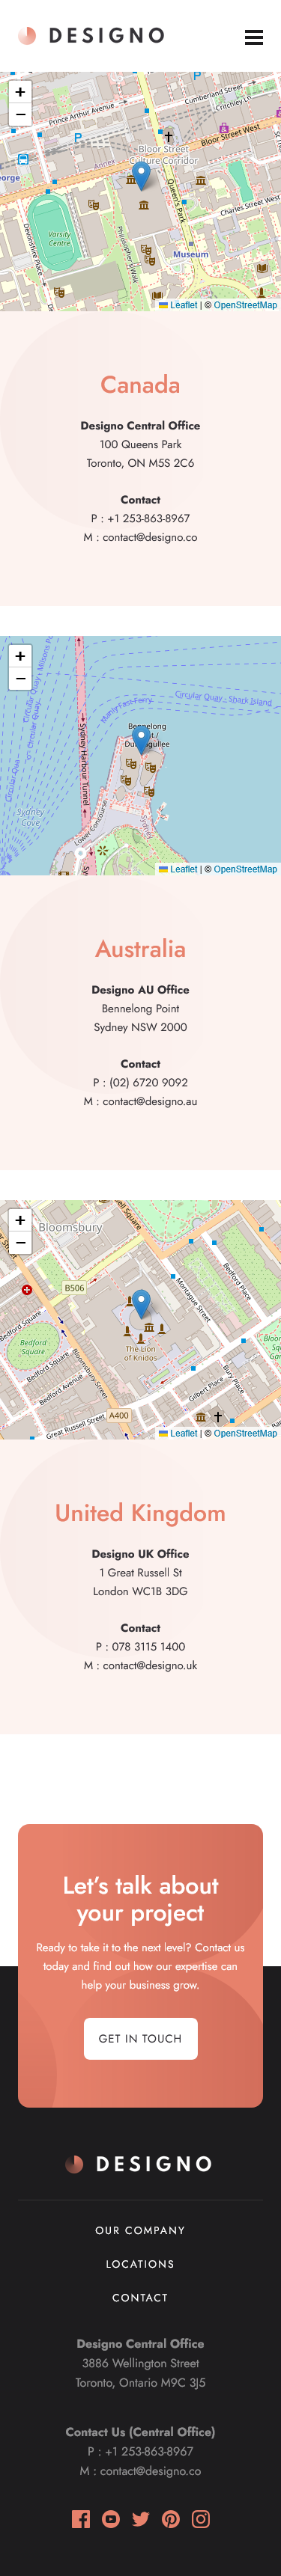 DESIGNO
+
−
P
Cumberland Street
Critchley Ln
Prince Arthur Avenue
Bloor Street West
P
Bloor Street
Culture Corridor
George
Queen's Park
Charles Street West
Varsity
Centre
Devonshire Place
Philosopher's Walk
Museum
Leaflet | © OpenStreetMap
Canada
Designo Central Office
100 Queens Park
Toronto, ON M5S 2C6
Contact
P : +1 253-863-8967
M : contact@designo.co
+
−
Circular Quay - Shark Island
Manly Fast Ferry
Bennelong
Sydney Harbour Tunnel
Sydney
Cove
Lower Concourse
Leaflet | © OpenStreetMap
Australia
Designo AU Office
Bennelong Point
Sydney NSW 2000
Contact
P : (02) 6720 9092
M : contact@designo.au
+
−
Bloomsbury
B506
Montague Street
Bedford Place
Bedford Square
Bedford
Square
The Lion
of Knidos
Bloomsbury Street
Bedford Avenue
Bury Place
Gilbert Place
A400
Great Russell Street
Leaflet | © OpenStreetMap
United Kingdom
Designo UK Office
1 Great Russell St
London WC1B 3DG
Contact
P : 078 3115 1400
M : contact@designo.uk
Let's talk about
your project
Ready to take it to the next level? Contact us
today and find out how our expertise can
help your business grow.
GET IN TOUCH
DESIGNO
OUR COMPANY
LOCATIONS
CONTACT
Designo Central Office
3886 Wellington Street
Toronto, Ontario M9C 3J5
Contact Us (Central Office)
P : +1 253-863-8967
M : contact@designo.co